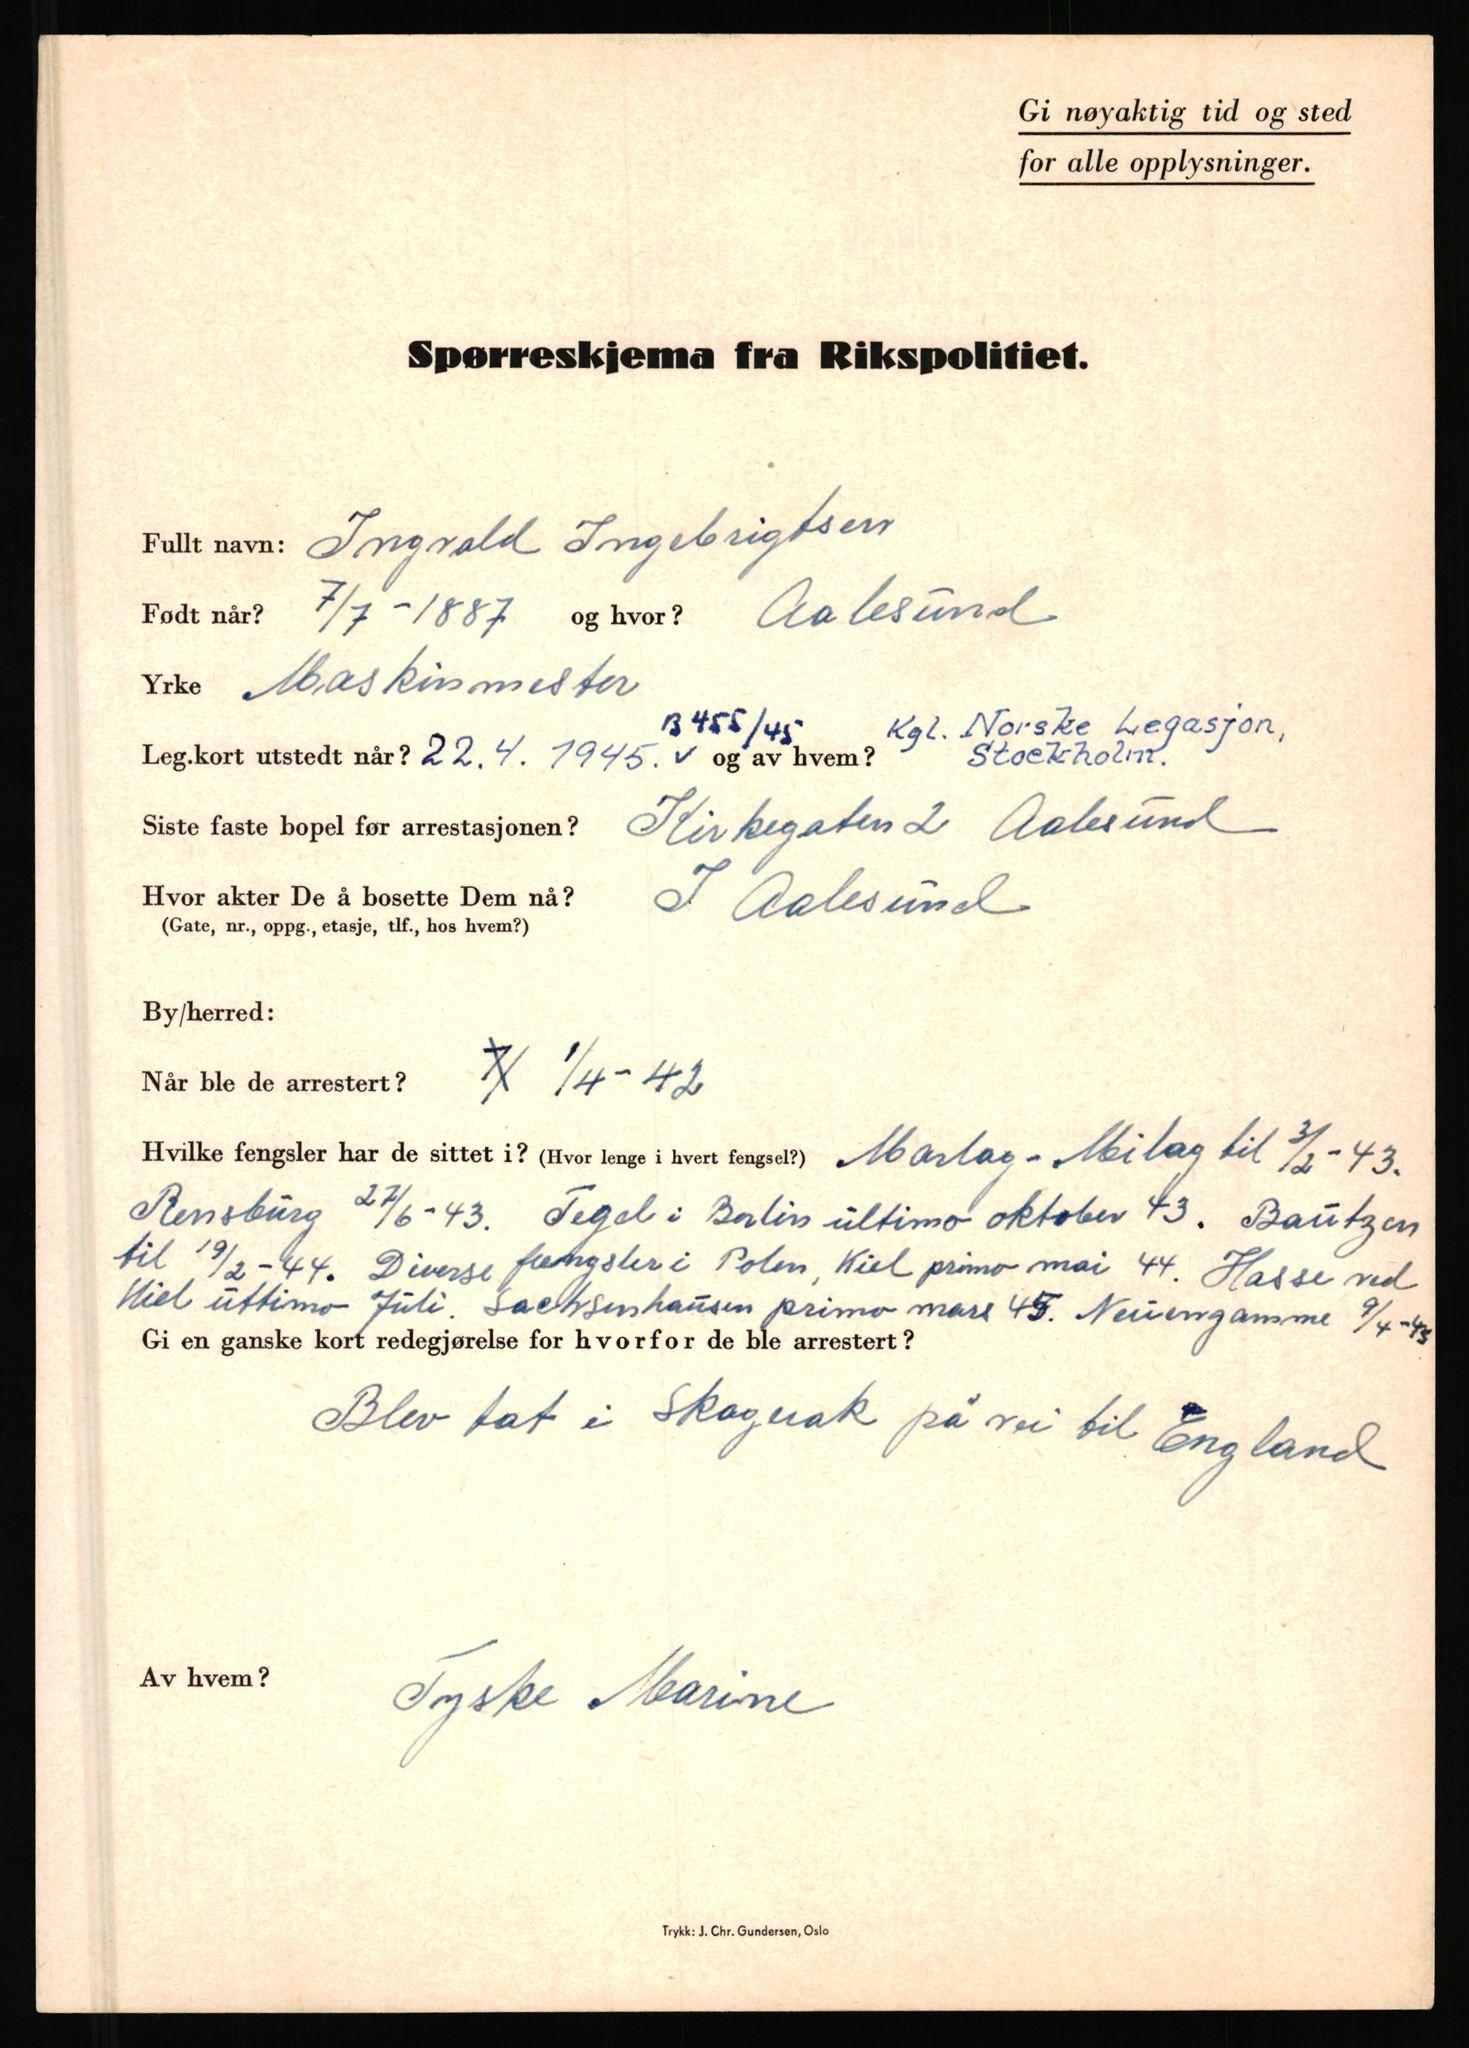 Gi nøyaktig tid og sted
for alle opplysninger.
Spørreskjema fra Rikspolitiet.
Fullt navn: Ingvald Ingebrigtsen
Født når? 7/7-1887 og hvor? Aalesund
Yrke Maskinmester
B 455/45 Kgl. Norske Legasjon,
Leg.kort utstedt når? 22.4. 1945. v og av hvem? Stockholm.
Siste faste bopel før arrestasjonen? Kirkegaten 2 Aalesund
Hvor akter De å bosette Dem nå? I Aalesund
(Gate, nr., oppg., etasje, tlf., hos hvem?)
By/herred:
Når ble de arrestert? 1/4-42
Hvilke fengsler har de sittet i? (Hvor lenge i hvert fengsel?) Marlag-Milag til 3/2-43.
Rensburg 27/6-43. Tegel i Berlin ultimo oktober 43. Bautzen
til 19/2-44. Diverse fængsler i Polen, Kiel primo mai 44. Hasse ved
Kiel ultimo Juli. Sachsenhausen primo mars 45. Neuengamme 9/4-45
Gi en ganske kort redegjørelse for hvorfor de ble arrestert?
Blev tat i Skagerak på vei til England
Av hvem? Tyske Marine
Trykk: J. Chr. Gundersen, Oslo